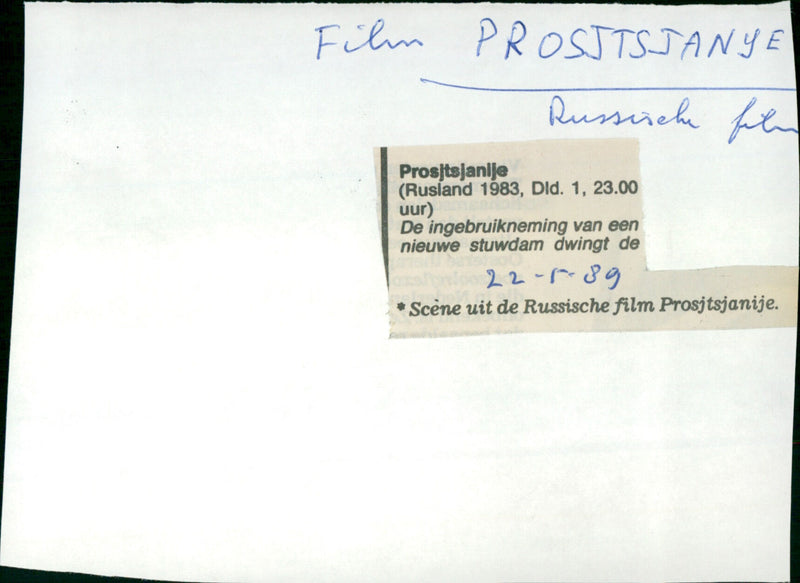 Film PROSJTSJANYE
Russische film
Prosjtsjanije
(Rusland 1983, Dld. 1, 23.00
uur)
De ingebruikneming van een
nieuwe stuwdam dwingt de
22-5-89
* Scène uit de Russische film Prosjtsjanije.